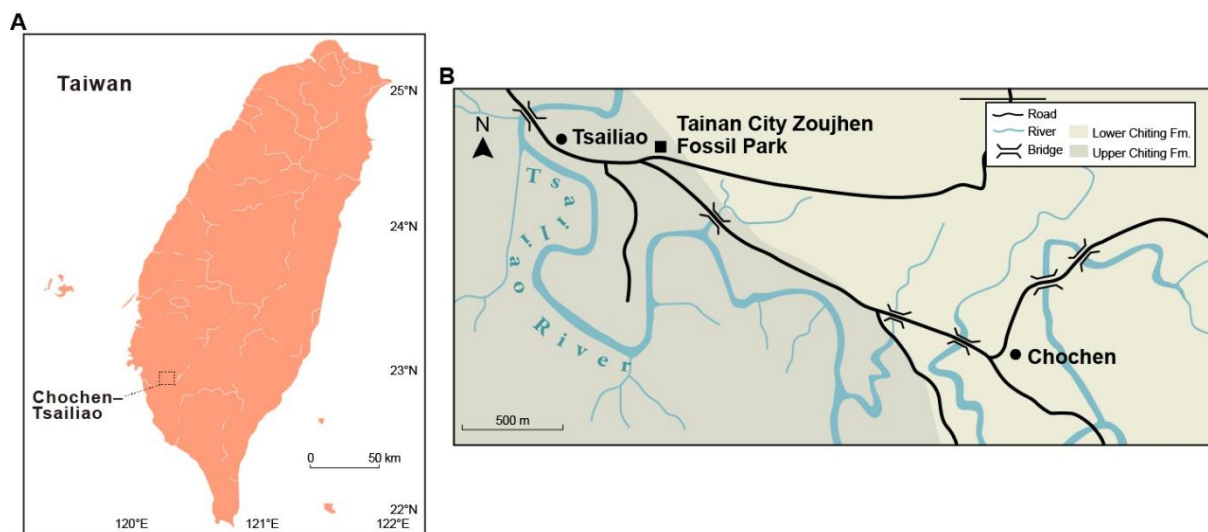 A
Taiwan
25°N
24°N
23°N
22°N
Chochen–
Tsailiao
0 50 km
120°E 121°E 122°E
B
N
Tsailiao
Tainan City Zoujhen
Fossil Park
Road
River
Bridge
Lower Chiting Fm.
Upper Chiting Fm.
Tsailiao River
Chochen
500 m